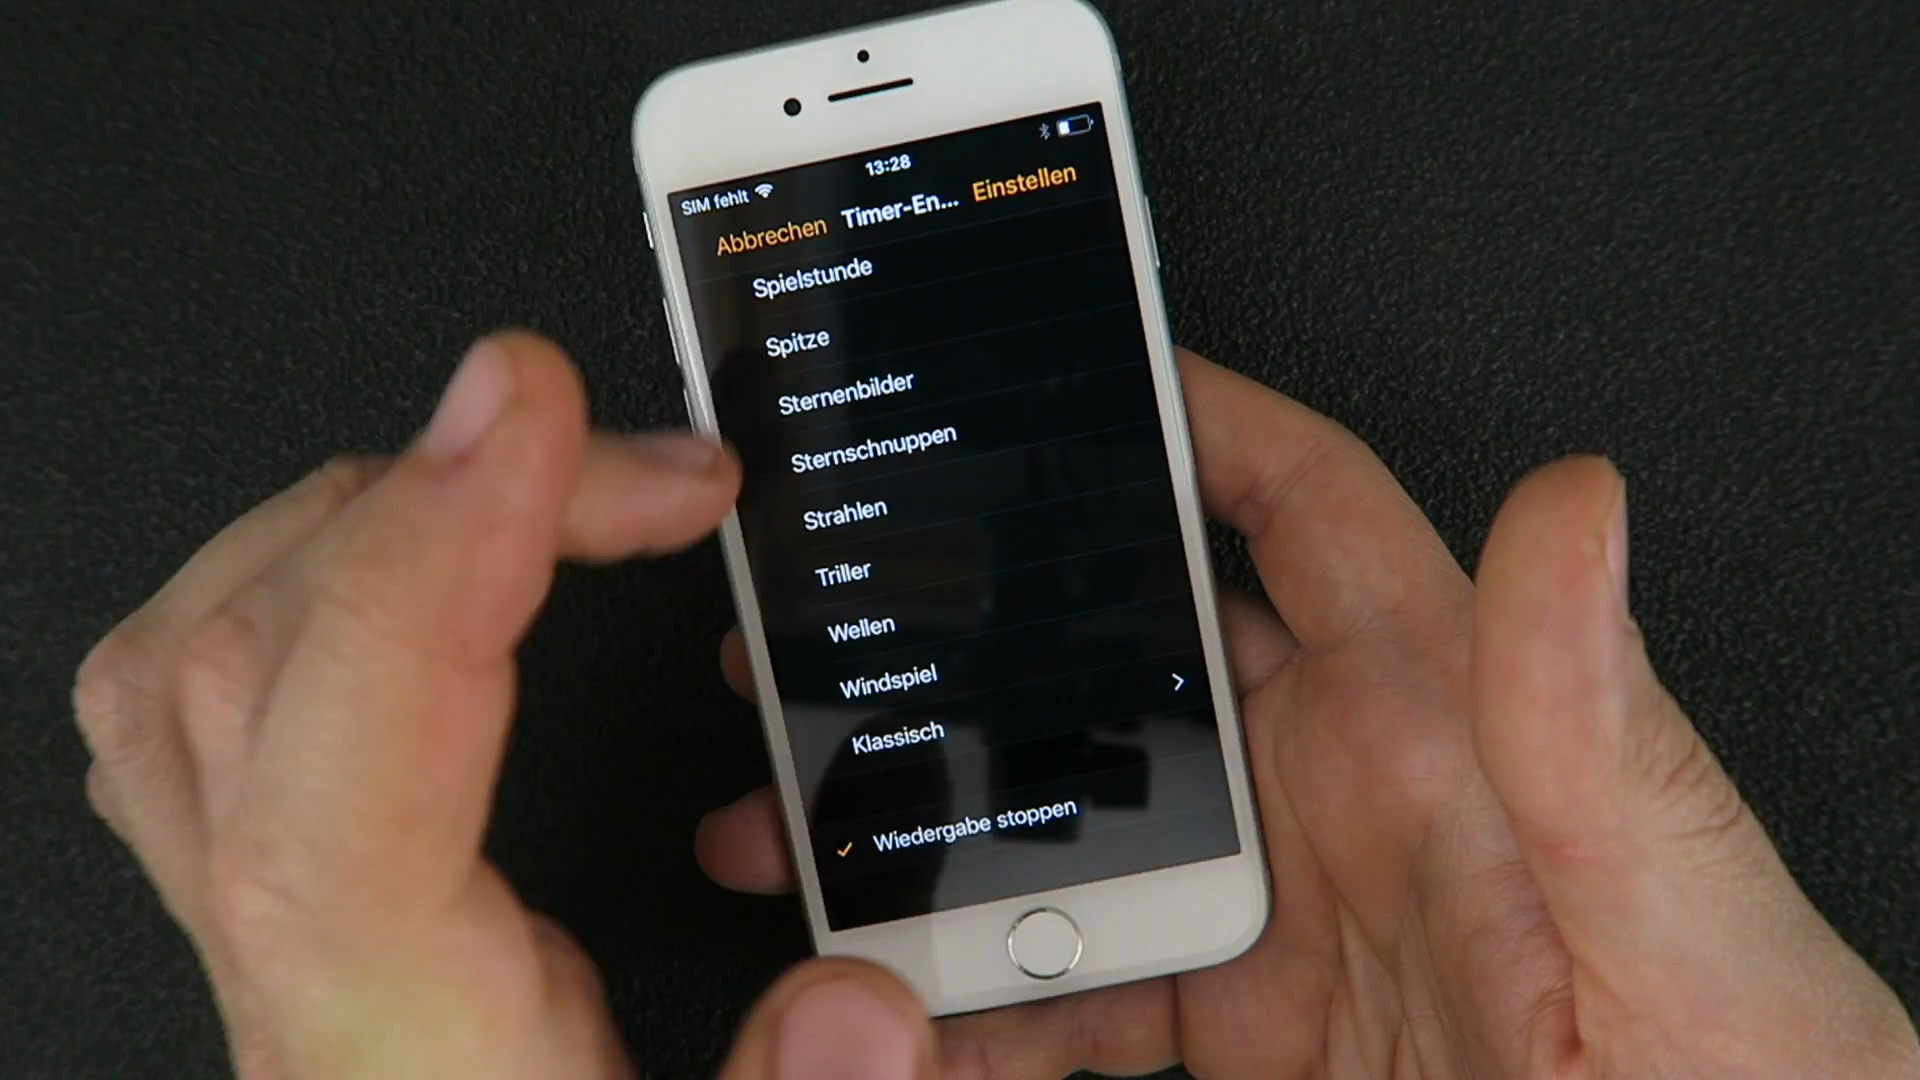 SIM fehlt
13:28
Abbrechen Timer-En... Einstellen
Spielstunde
Spitze
Sternenbilder
Sternschnuppen
Strahlen
Triller
Wellen
Windspiel
Klassisch
Wiedergabe stoppen